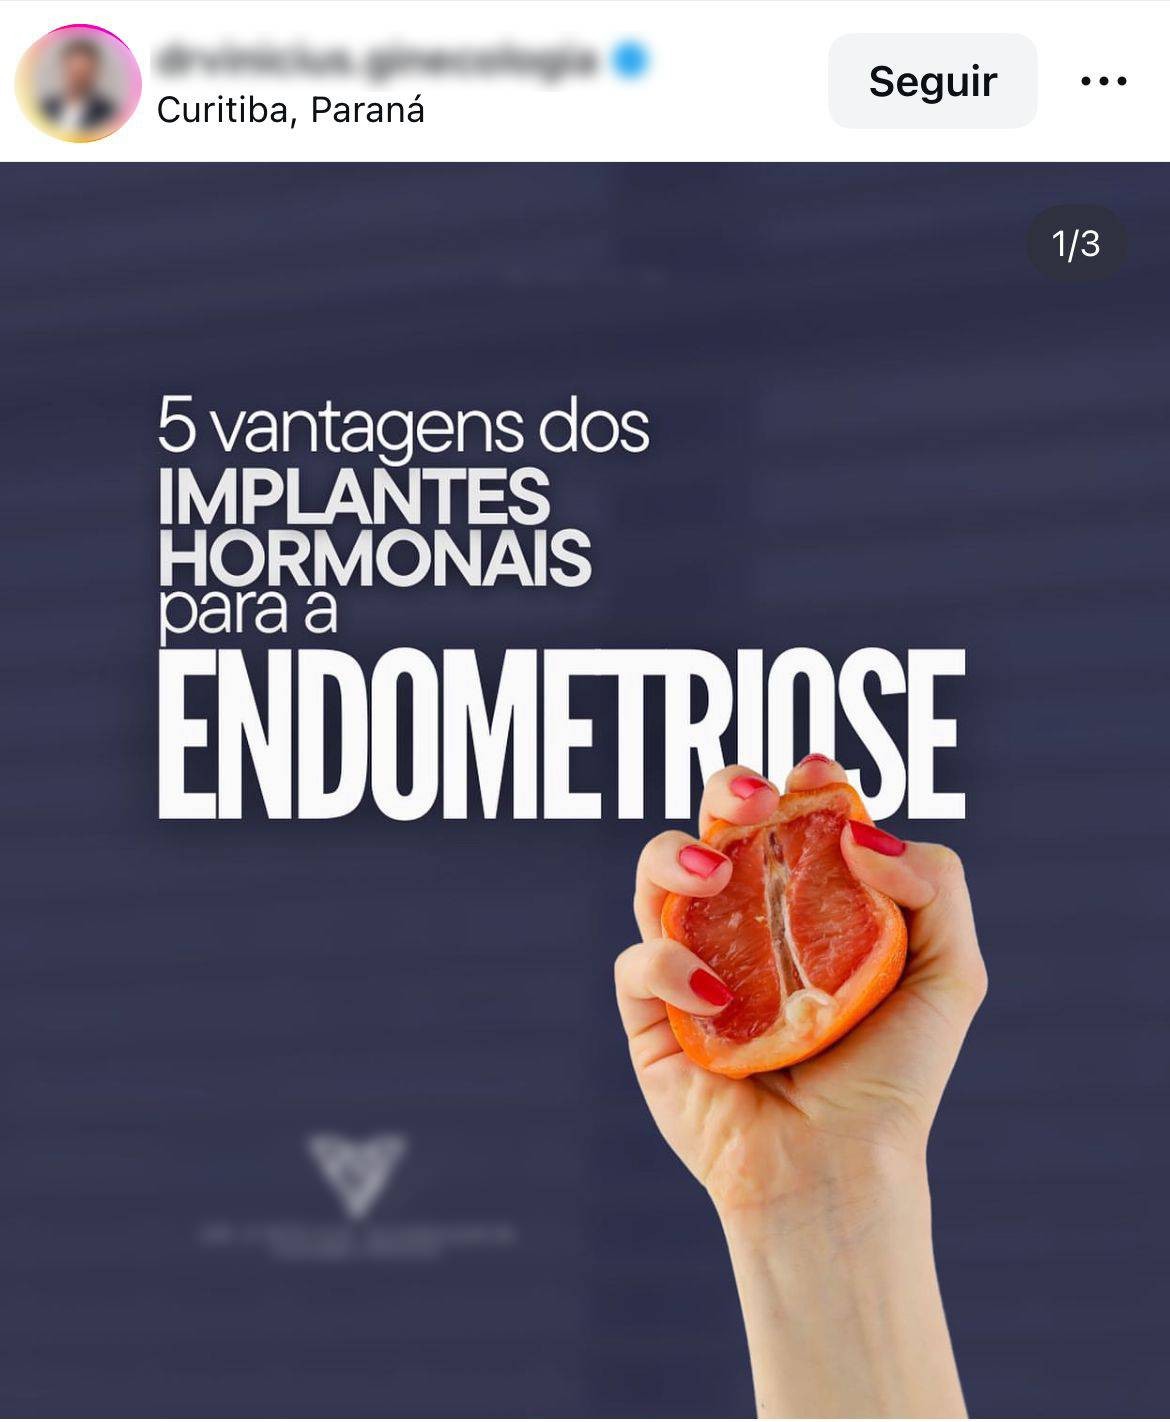 Curitiba, Paraná
Seguir
1/3
5 vantagens dos
IMPLANTES
HORMONAIS
para a
ENDOMETRIOSE